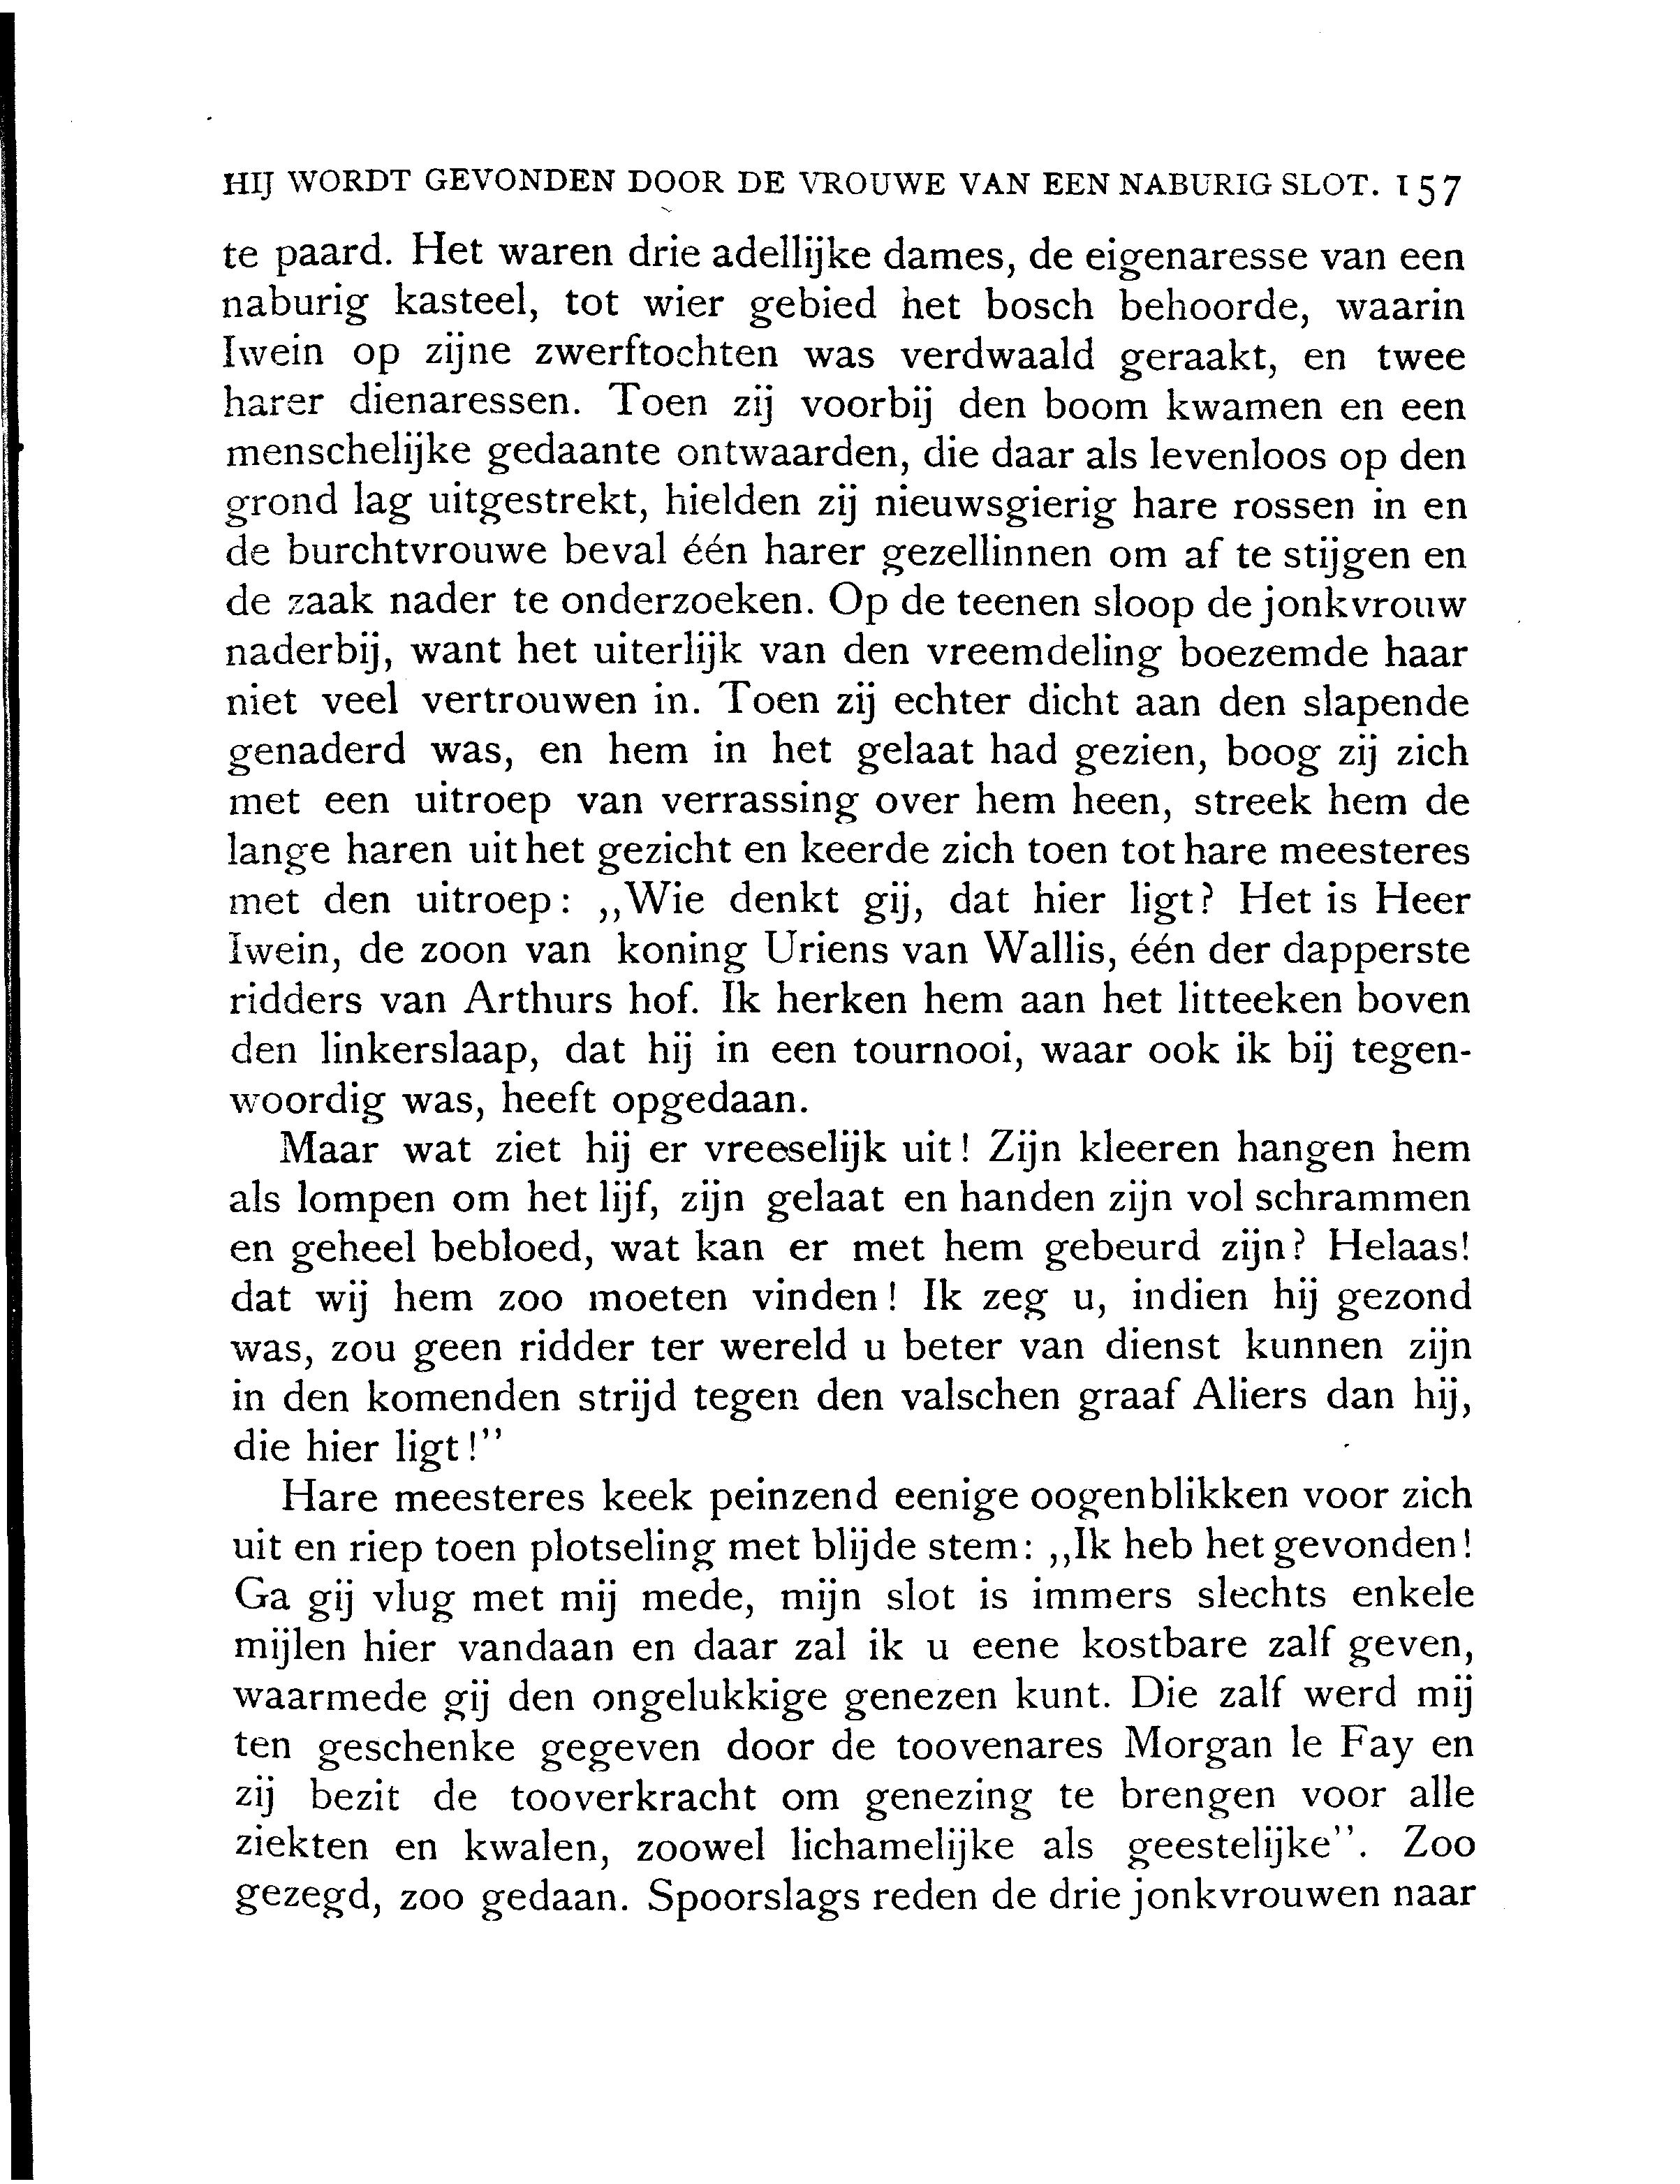 HIJ WORDT GEVONDEN DOOR DE VROUWE VAN EEN NABURIG SLOT. 157
te paard. Het waren drie adellijke dames, de eigenaresse van een
naburig kasteel, tot wier gebied het bosch behoorde, waarin
Iwein op zijne zwerftochten was verdwaald geraakt, en twee
harer dienaressen. Toen zij voorbij den boom kwamen en een
menschelijke gedaante ontwaarden, die daar als levenloos op den
grond lag uitgestrekt, hielden zij nieuwsgierig hare rossen in en
de burchtvrouwe beval één harer gezellinnen om af te stijgen en
de zaak nader te onderzoeken. Op de teenen sloop de jonkvrouw
naderbij, want het uiterlijk van den vreemdeling boezemde haar
niet veel vertrouwen in. Toen zij echter dicht aan den slapende
genaderd was, en hem in het gelaat had gezien, boog zij zich
met een uitroep van verrassing over hem heen, streek hem de
lange haren uit het gezicht en keerde zich toen tot hare meesteres
met den uitroep: ,,Wie denkt gij, dat hier ligt? Het is Heer
Iwein, de zoon van koning Uriens van Wallis, één der dapperste
ridders van Arthurs hof. Ik herken hem aan het litteeken boven
den linkerslaap, dat hij in een tournooi, waar ook ik bij tegen-
woordig was, heeft opgedaan.
Maar wat ziet hij er vreeselijk uit! Zijn kleeren hangen hem
als lompen om het lijf, zijn gelaat en handen zijn vol schrammen
en geheel bebloed, wat kan er met hem gebeurd zijn? Helaas!
dat wij hem zoo moeten vinden! Ik zeg u, indien hij gezond
was, zou geen ridder ter wereld u beter van dienst kunnen zijn
in den komenden strijd tegen den valschen graaf Aliers dan hij,
die hier ligt!''
Hare meesteres keek peinzend eenige oogenblikken voor zich
uit en riep toen plotseling met blijde stem: ,,Ik heb het gevonden!
Ga gij vlug met mij mede, mijn slot is immers slechts enkele
mijlen hier vandaan en daar zal ik u eene kostbare zalf geven,
waarmede gij den ongelukkige genezen kunt. Die zalf werd mij
ten geschenke gegeven door de toovenares Morgan le Fay en
zij bezit de tooverkracht om genezing te brengen voor alle
ziekten en kwalen, zoowel lichamelijke als geestelijke''. Zoo
gezegd, zoo gedaan. Spoorslags reden de drie jonkvrouwen naar